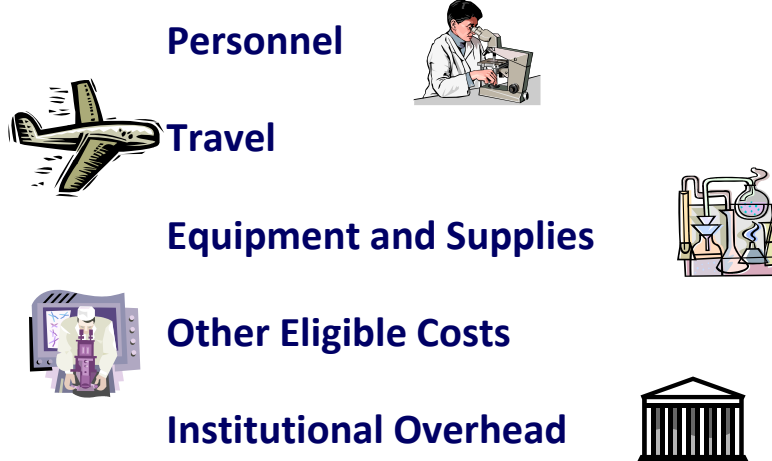 Personnel
Travel
Equipment and Supplies
Other Eligible Costs
Institutional Overhead